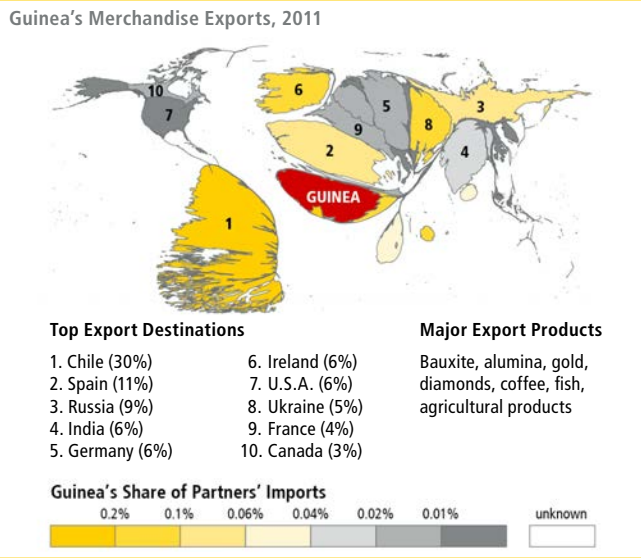 Guinea's Merchandise Exports, 2011
10
7
6
5
9
8
3
2
4
GUINEA
1
Top Export Destinations
1. Chile (30%)
2. Spain (11%)
3. Russia (9%)
4. India (6%)
5. Germany (6%)
6. Ireland (6%)
7. U.S.A. (6%)
8. Ukraine (5%)
9. France (4%)
10. Canada (3%)
Major Export Products
Bauxite, alumina, gold,
diamonds, coffee, fish,
agricultural products
Guinea's Share of Partners' Imports
0.2% 0.1% 0.06% 0.04% 0.02% 0.01% unknown